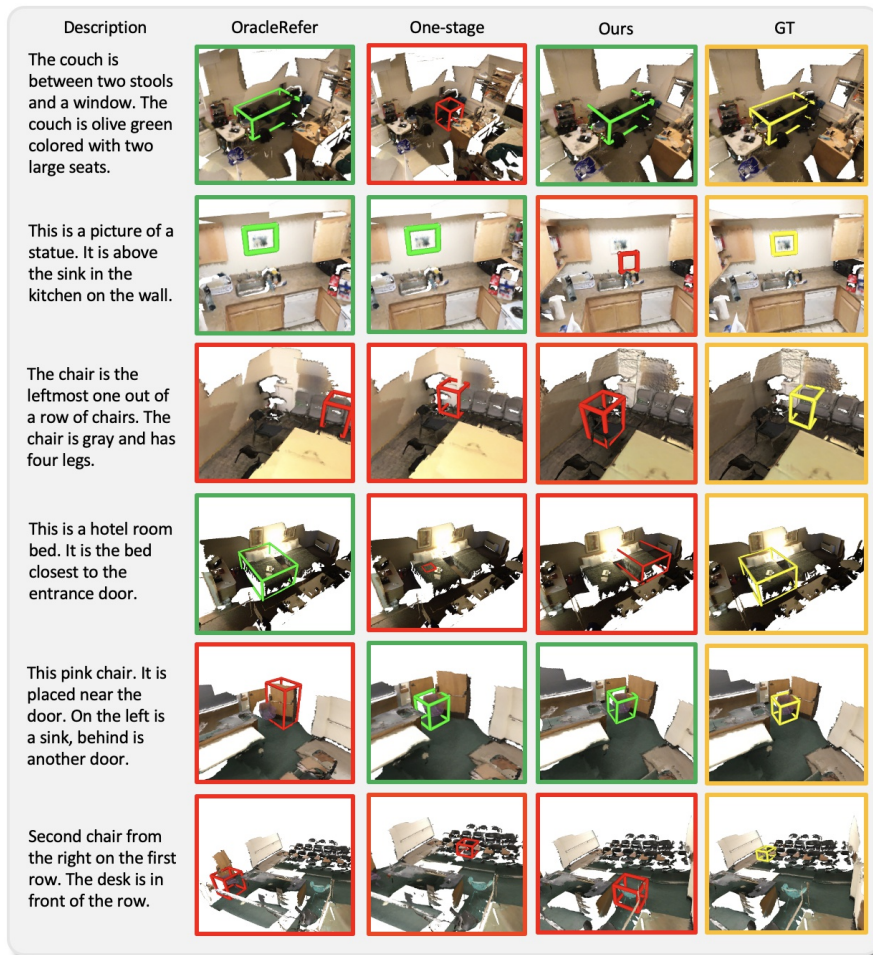 Description OracleRefer One-stage Ours GT
The couch is
between two stools
and a window. The
couch is olive green
colored with two
large seats.
This is a picture of a
statue. It is above
the sink in the
kitchen on the wall.
The chair is the
leftmost one out of
a row of chairs. The
chair is gray and has
four legs.
This is a hotel room
bed. It is the bed
closest to the
entrance door.
This pink chair. It is
placed near the
door. On the left is
a sink, behind is
another door.
Second chair from
the right on the first
row. The desk is in
front of the row.